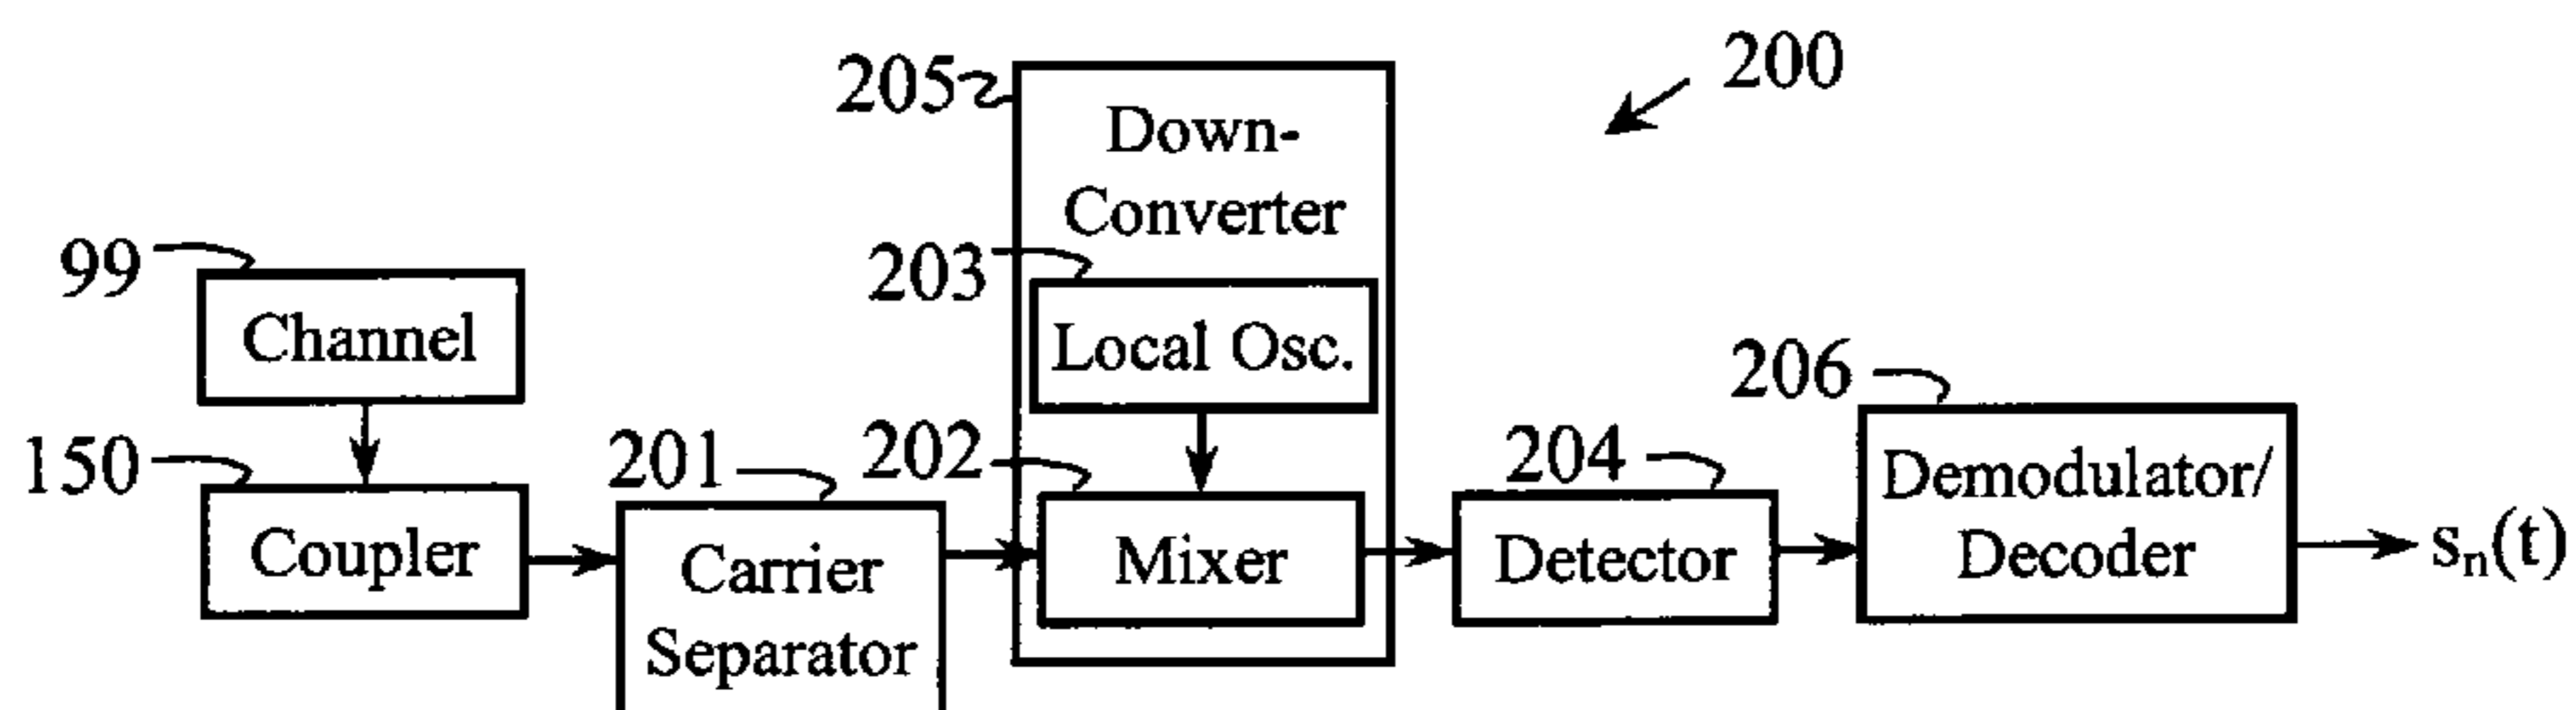 200
205
Down-
Converter
99
Channel
203
Local Osc.
150
Coupler
201
Carrier
Separator
202
Mixer
204
Detector
206
Demodulator/
Decoder
sₙ(t)